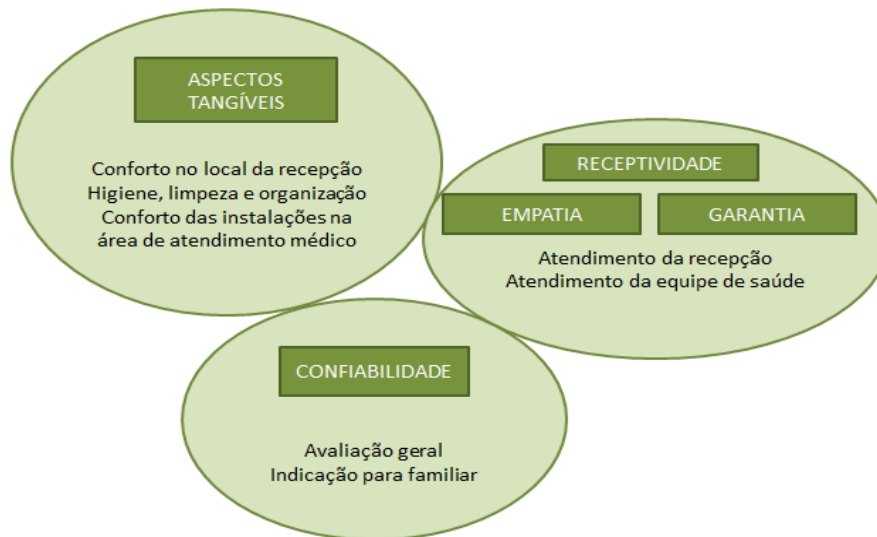 ASPECTOS
TANGÍVEIS
Conforto no local da recepção
Higiene, limpeza e organização
Conforto das instalações na
área de atendimento médico
RECEPTIVIDADE
EMPATIA
GARANTIA
Atendimento da recepção
Atendimento da equipe de saúde
CONFIABILIDADE
Avaliação geral
Indicação para familiar